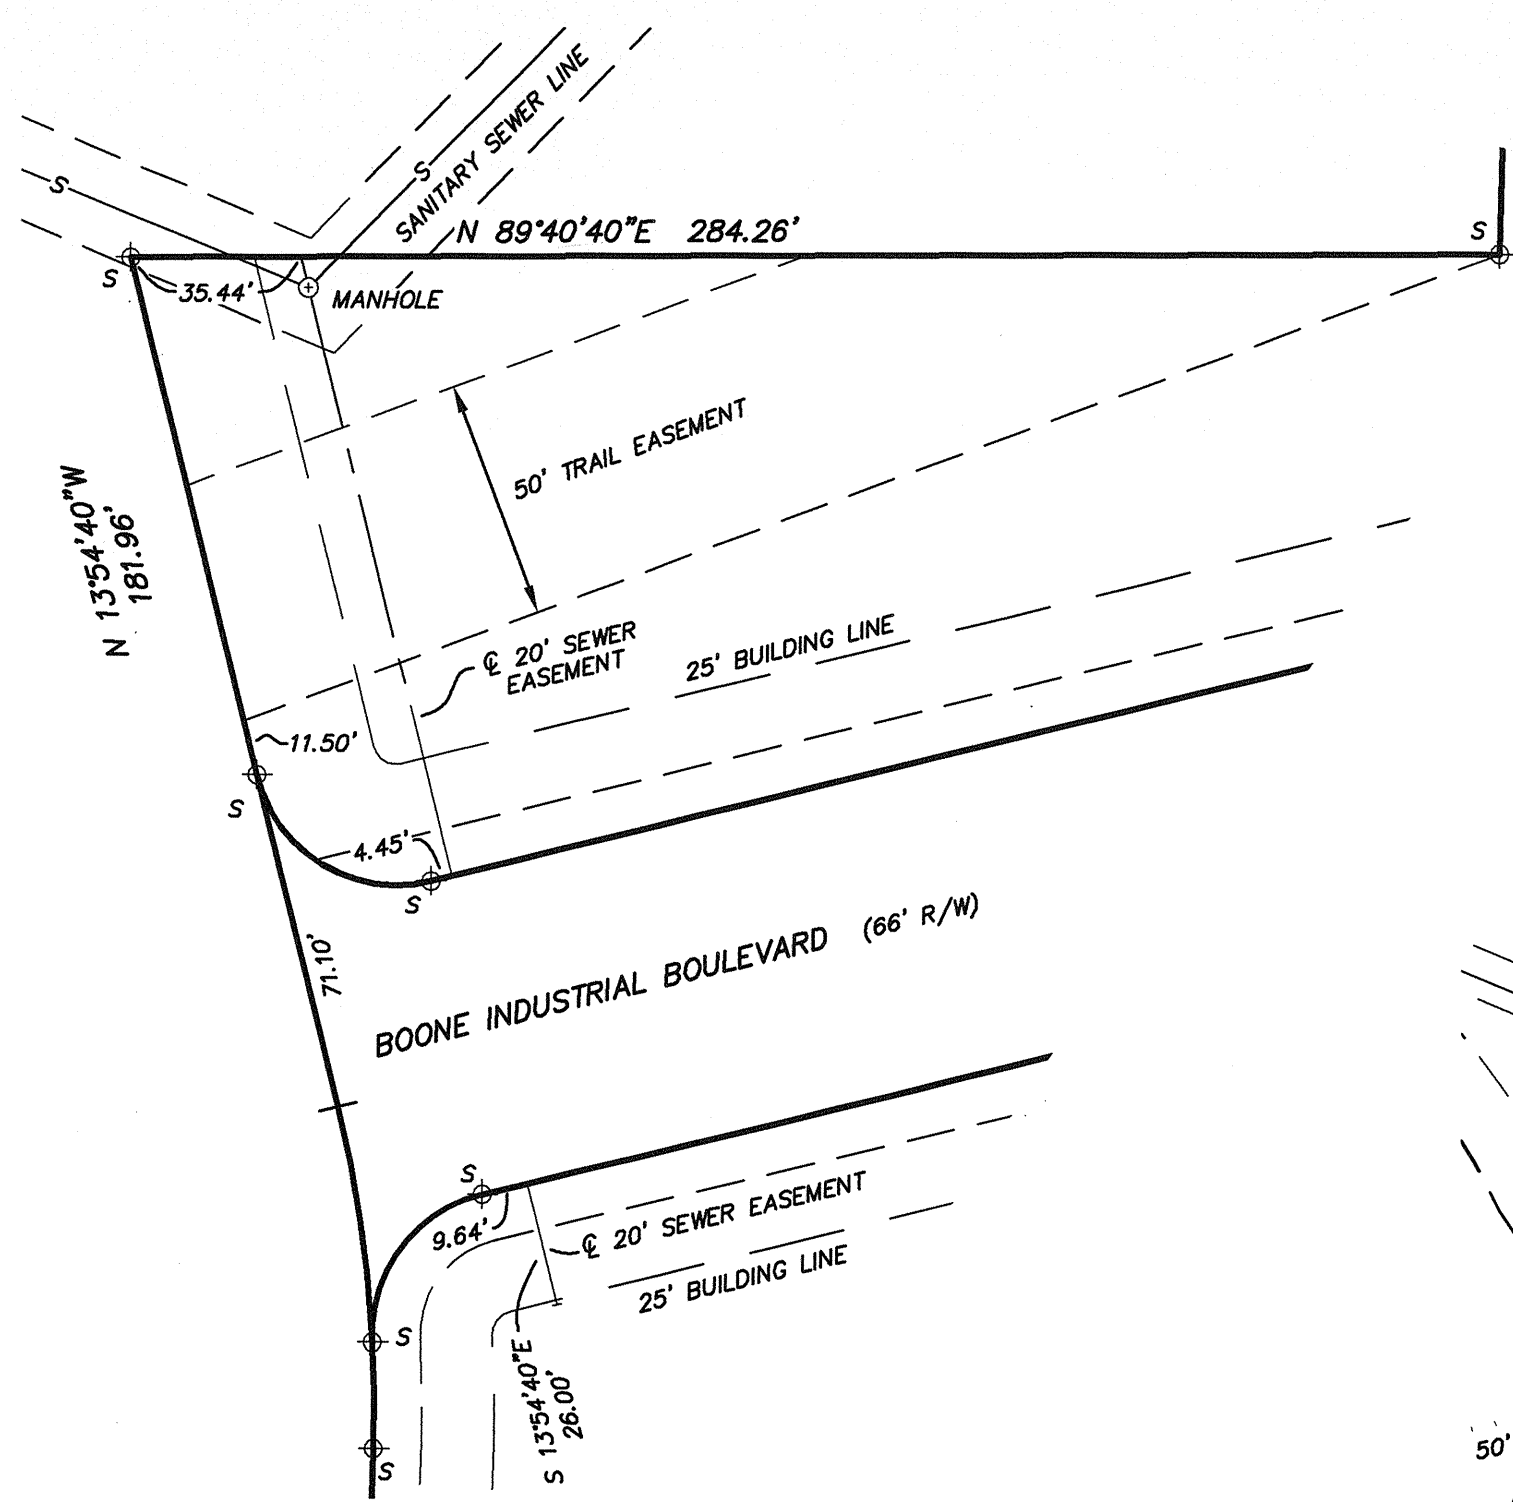 S
S
SANITARY SEWER LINE
N 89°40'40"E 284.26'
S
S
35.44'
MANHOLE
50' TRAIL EASEMENT
N 13°54'40"W
181.96'
℄ 20' SEWER
EASEMENT
25' BUILDING LINE
11.50'
S
4.45'
S
71.10'
BOONE INDUSTRIAL BOULEVARD (66' R/W)
S
9.64'
℄ 20' SEWER EASEMENT
25' BUILDING LINE
S
S 13°54'40"E
26.00'
S
50'